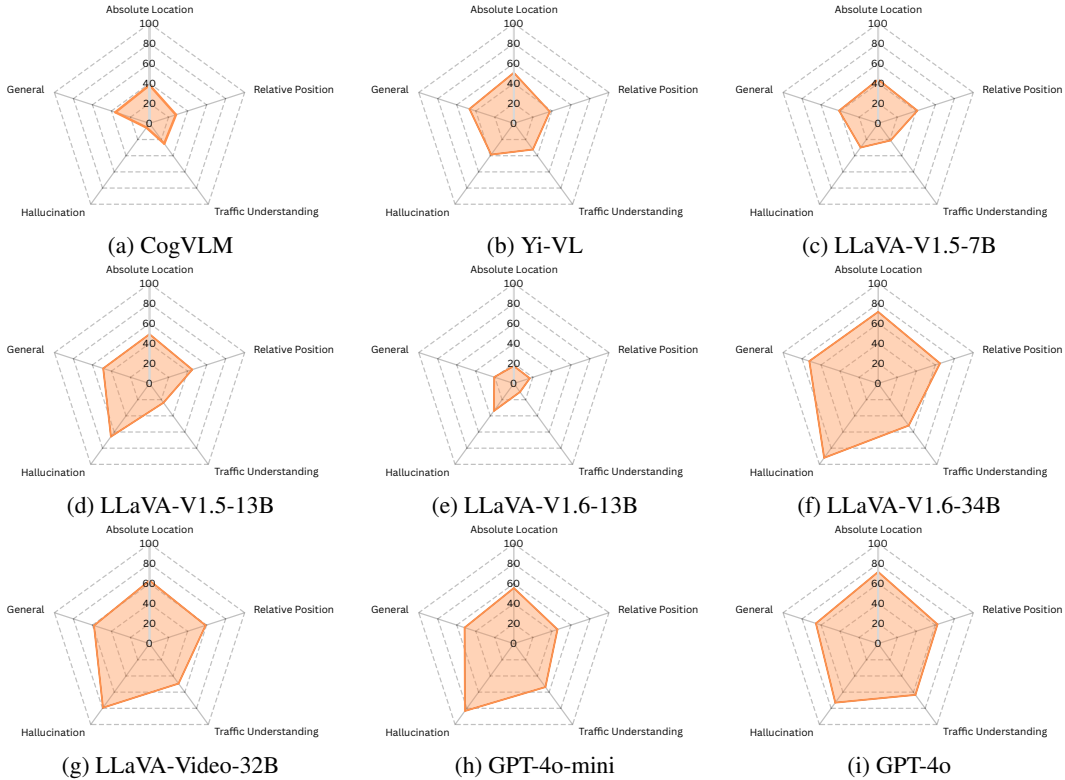 Absolute Location
100
80
60
40
20
0
General
Relative Position
Hallucination
Traffic Understanding
(a) CogVLM
Absolute Location
100
80
60
40
20
0
General
Relative Position
Hallucination
Traffic Understanding
(b) Yi-VL
Absolute Location
100
80
60
40
20
0
General
Relative Position
Hallucination
Traffic Understanding
(c) LLaVA-V1.5-7B
Absolute Location
100
80
60
40
20
0
General
Relative Position
Hallucination
Traffic Understanding
(d) LLaVA-V1.5-13B
Absolute Location
100
80
60
40
20
0
General
Relative Position
Hallucination
Traffic Understanding
(e) LLaVA-V1.6-13B
Absolute Location
100
80
60
40
20
0
General
Relative Position
Hallucination
Traffic Understanding
(f) LLaVA-V1.6-34B
Absolute Location
100
80
60
40
20
0
General
Relative Position
Hallucination
Traffic Understanding
(g) LLaVA-Video-32B
Absolute Location
100
80
60
40
20
0
General
Relative Position
Hallucination
Traffic Understanding
(h) GPT-4o-mini
Absolute Location
100
80
60
40
20
0
General
Relative Position
Hallucination
Traffic Understanding
(i) GPT-4o